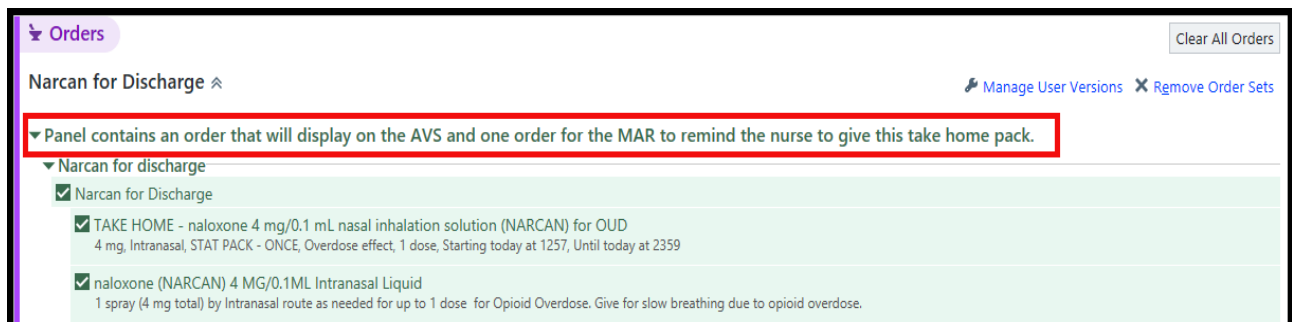 Orders
Clear All Orders
Narcan for Discharge
Manage User Versions Remove Order Sets
Panel contains an order that will display on the AVS and one order for the MAR to remind the nurse to give this take home pack.
Narcan for discharge
Narcan for Discharge
TAKE HOME - naloxone 4 mg/0.1 mL nasal inhalation solution (NARCAN) for OUD
4 mg, Intranasal, STAT PACK - ONCE, Overdose effect, 1 dose, Starting today at 1257, Until today at 2359
naloxone (NARCAN) 4 MG/0.1ML Intranasal Liquid
1 spray (4 mg total) by Intranasal route as needed for up to 1 dose for Opioid Overdose. Give for slow breathing due to opioid overdose.